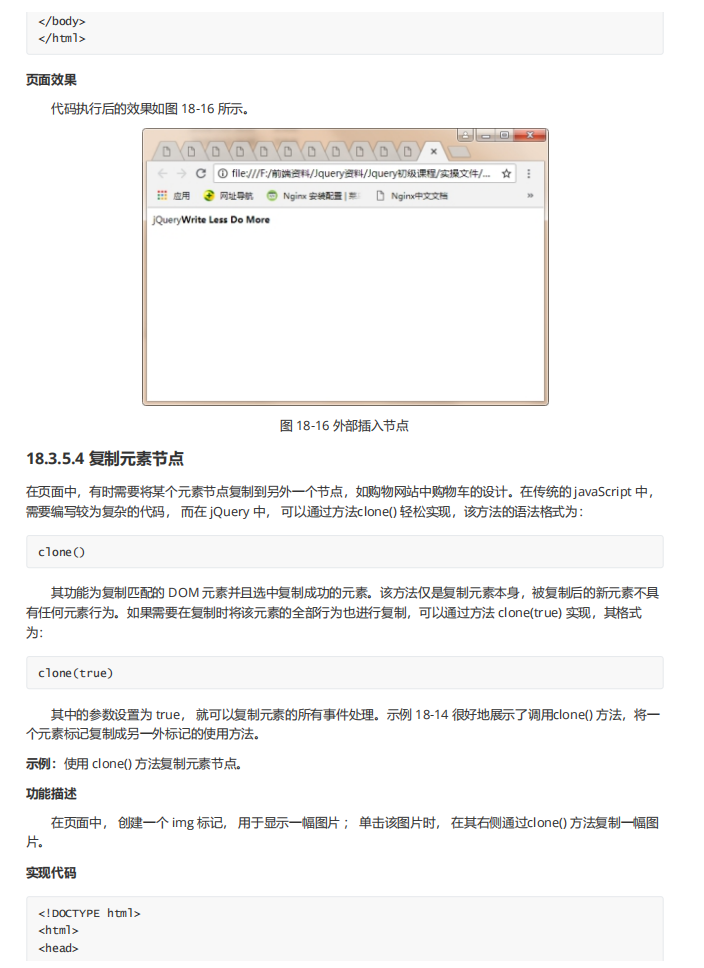 </body>
</html>
页面效果
代码执行后的效果如图 18-16 所示。
file:///F:/前端资料/Jquery资料/Jquery初级课程/实操文件/...
应用 网址导航 Nginx 安装配置 | 菜 Nginx中文文档
jQueryWrite Less Do More
图 18-16 外部插入节点
18.3.5.4 复制元素节点
在页面中，有时需要将某个元素节点复制到另外一个节点，如购物网站中购物车的设计。在传统的 javaScript 中，
需要编写较为复杂的代码， 而在 jQuery 中， 可以通过方法clone() 轻松实现，该方法的语法格式为：
clone()
其功能为复制匹配的 DOM 元素并且选中复制成功的元素。该方法仅是复制元素本身，被复制后的新元素不具
有任何元素行为。如果需要在复制时将该元素的全部行为也进行复制，可以通过方法 clone(true) 实现，其格式
为：
clone(true)
其中的参数设置为 true， 就可以复制元素的所有事件处理。示例 18-14 很好地展示了调用clone() 方法，将一
个元素标记复制成另一外标记的使用方法。
示例：使用 clone() 方法复制元素节点。
功能描述
在页面中， 创建一个 img 标记， 用于显示一幅图片 ； 单击该图片时， 在其右侧通过clone() 方法复制一幅图
片。
实现代码
<!DOCTYPE html>
<html>
<head>